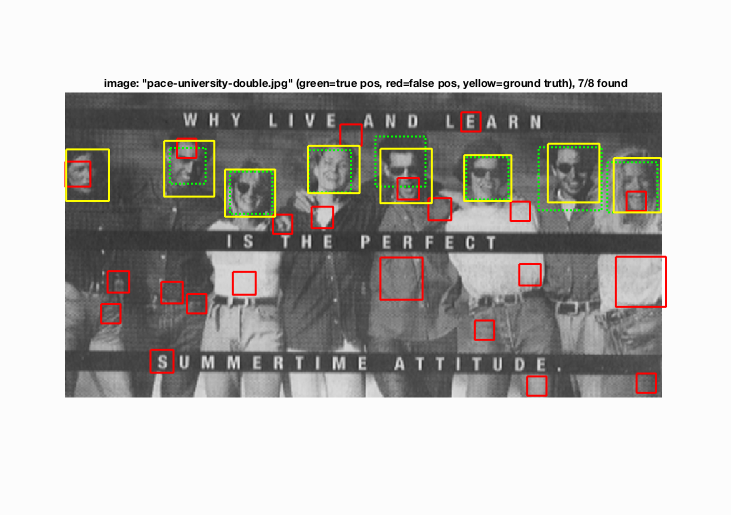 image: "pace-university-double.jpg" (green=true pos, red=false pos, yellow=ground truth), 7/8 found
WHY LIVE AND LEARN
IS THE PERFECT
SUMMERTIME ATTITUDE.